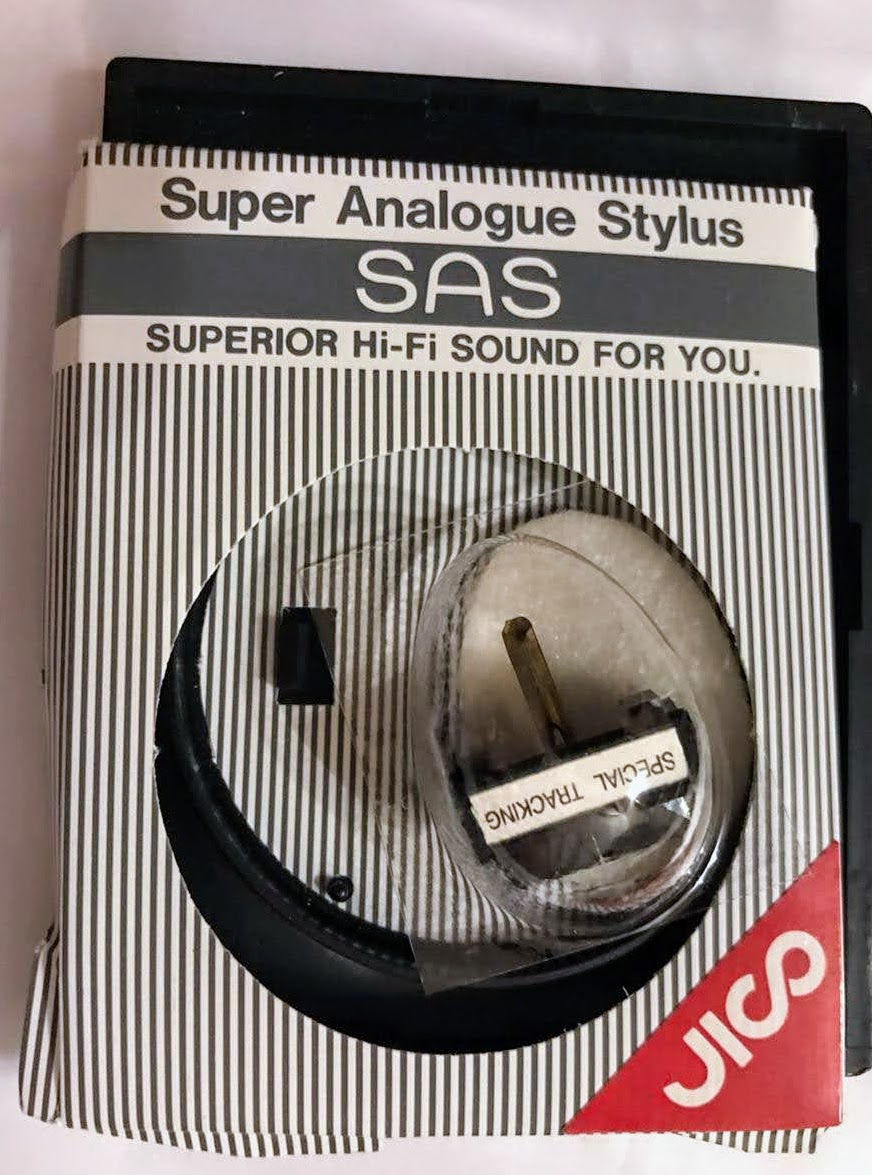 Super Analogue Stylus
SAS
SUPERIOR Hi-Fi SOUND FOR YOU.
SPECIAL TRACKING
JICO